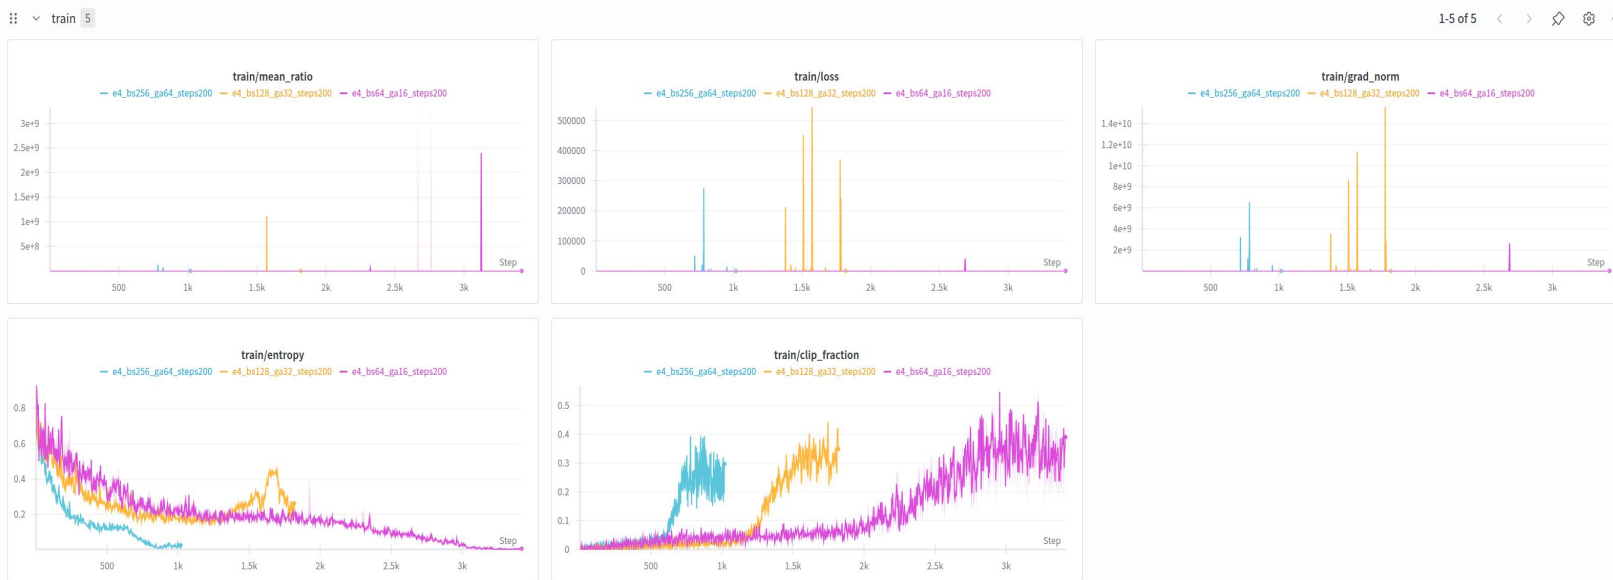 train 5
1-5 of 5
train/mean_ratio
e4_bs256_ga64_steps200 e4_bs128_ga32_steps200 e4_bs64_ga16_steps200
3e+9
2.5e+9
2e+9
1.5e+9
1e+9
5e+8
Step
500 1k 1.5k 2k 2.5k 3k
train/loss
e4_bs256_ga64_steps200 e4_bs128_ga32_steps200 e4_bs64_ga16_steps200
500000
400000
300000
200000
100000
0
Step
500 1k 1.5k 2k 2.5k 3k
train/grad_norm
e4_bs256_ga64_steps200 e4_bs128_ga32_steps200 e4_bs64_ga16_steps200
1.4e+10
1.2e+10
1e+10
8e+9
6e+9
4e+9
2e+9
Step
500 1k 1.5k 2k 2.5k 3k
train/entropy
e4_bs256_ga64_steps200 e4_bs128_ga32_steps200 e4_bs64_ga16_steps200
0.8
0.6
0.4
0.2
Step
500 1k 1.5k 2k 2.5k 3k
train/clip_fraction
e4_bs256_ga64_steps200 e4_bs128_ga32_steps200 e4_bs64_ga16_steps200
0.5
0.4
0.3
0.2
0.1
0
Step
500 1k 1.5k 2k 2.5k 3k